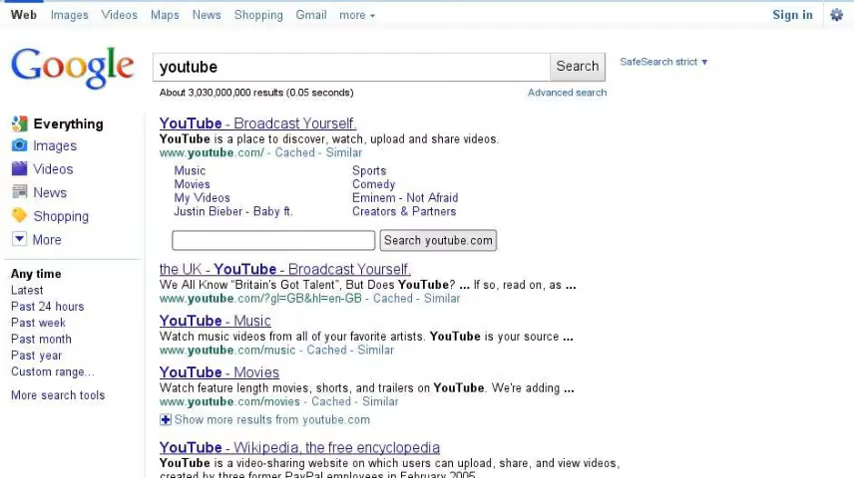 Web Images Videos Maps News Shopping Gmail more Sign in
Google
youtube Search SafeSearch strict ▼
About 3,030,000,000 results (0.05 seconds) Advanced search
Everything
Images
Videos
News
Shopping
More
Any time
Latest
Past 24 hours
Past week
Past month
Past year
Custom range...
More search tools
YouTube - Broadcast Yourself.
YouTube is a place to discover, watch, upload and share videos.
www.youtube.com/ - Cached - Similar
Music Sports
Movies Comedy
My Videos Eminem - Not Afraid
Justin Bieber - Baby ft. Creators & Partners
Search youtube.com
the UK - YouTube - Broadcast Yourself.
We All Know “Britain's Got Talent”, But Does YouTube? ... If so, read on, as ...
www.youtube.com/?gl=GB&hl=en-GB - Cached - Similar
YouTube - Music
Watch music videos from all of your favorite artists. YouTube is your source ...
www.youtube.com/music - Cached - Similar
YouTube - Movies
Watch feature length movies, shorts, and trailers on YouTube. We're adding ...
www.youtube.com/movies - Cached - Similar
Show more results from youtube.com
YouTube - Wikipedia, the free encyclopedia
YouTube is a video-sharing website on which users can upload, share, and view videos,
created by three former PayPal employees in February 2005